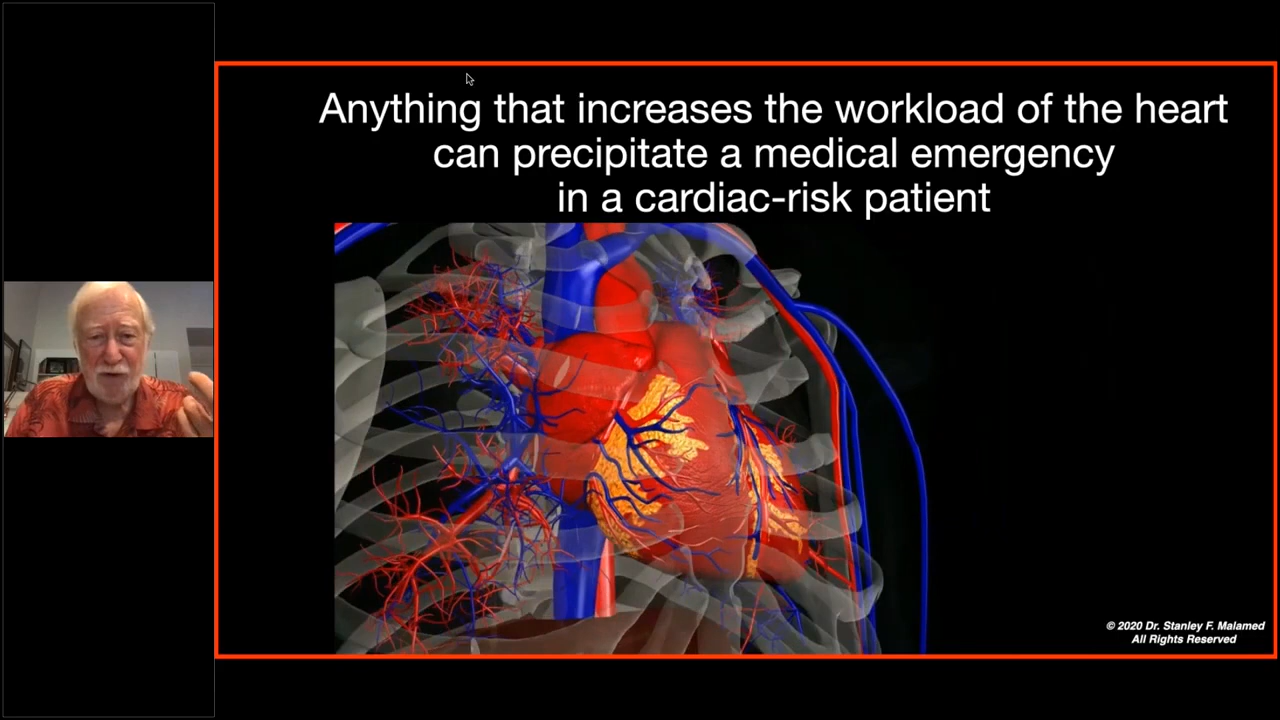 Anything that increases the workload of the heart
can precipitate a medical emergency
in a cardiac-risk patient
© 2020 Dr. Stanley F. Malamed
All Rights Reserved